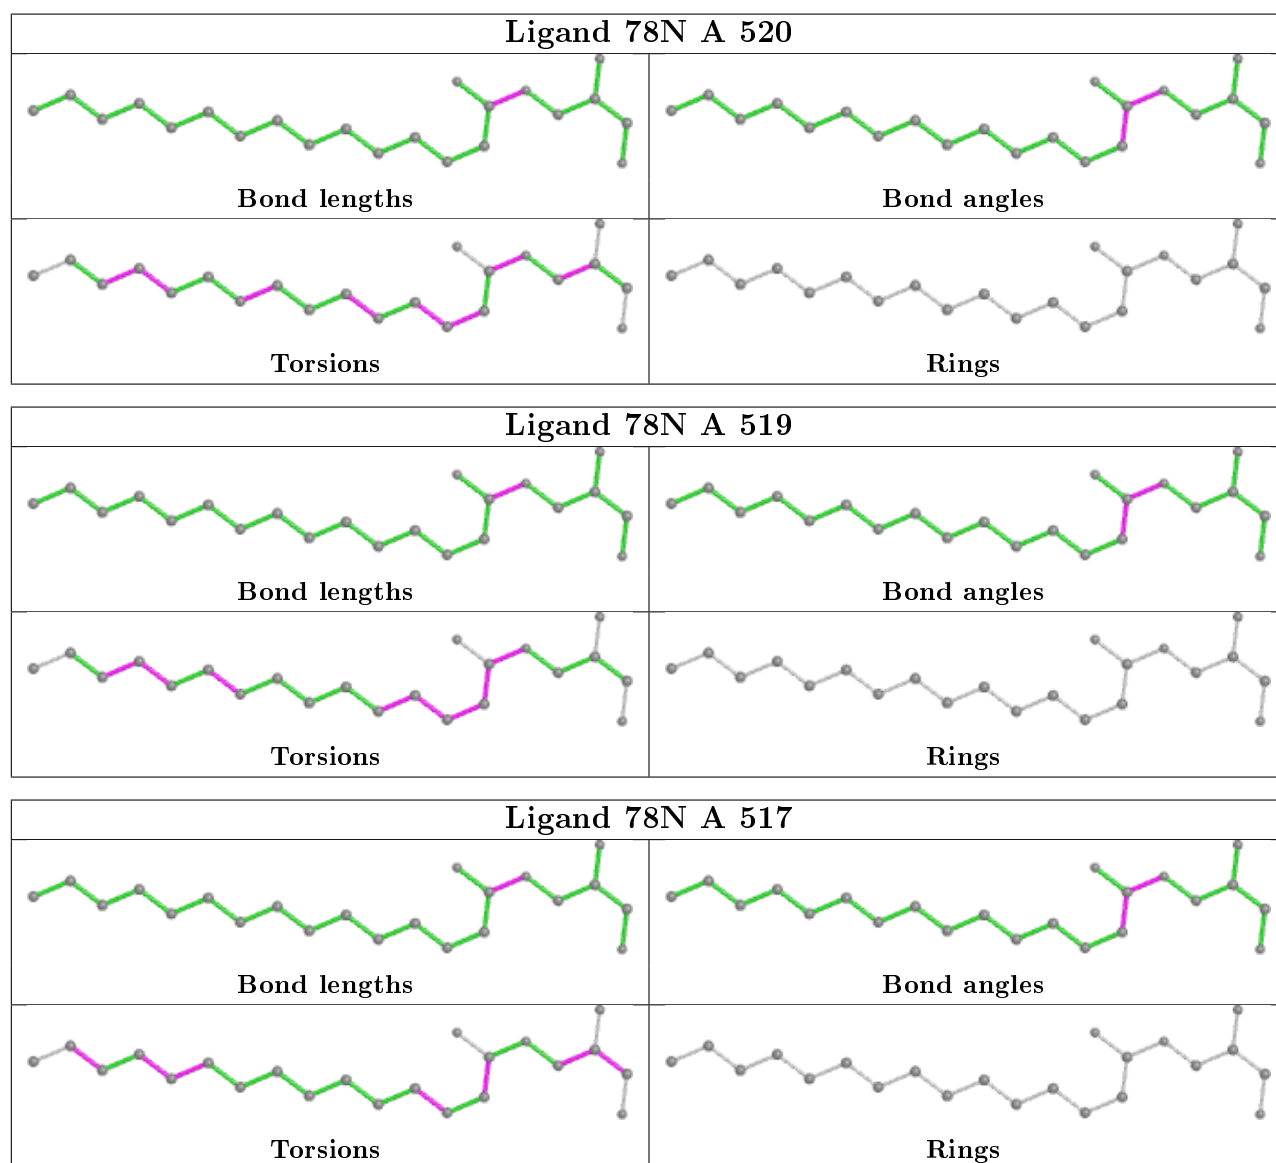 Ligand 78N A 520
Bond lengths
Bond angles
Torsions
Rings
Ligand 78N A 519
Bond lengths
Bond angles
Torsions
Rings
Ligand 78N A 517
Bond lengths
Bond angles
Torsions
Rings